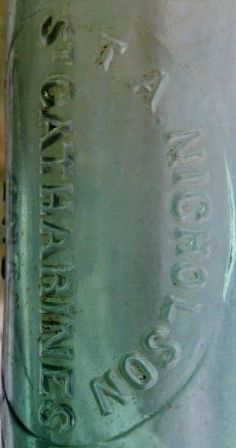 F. A. NICHOLSON
ST CATHARINES